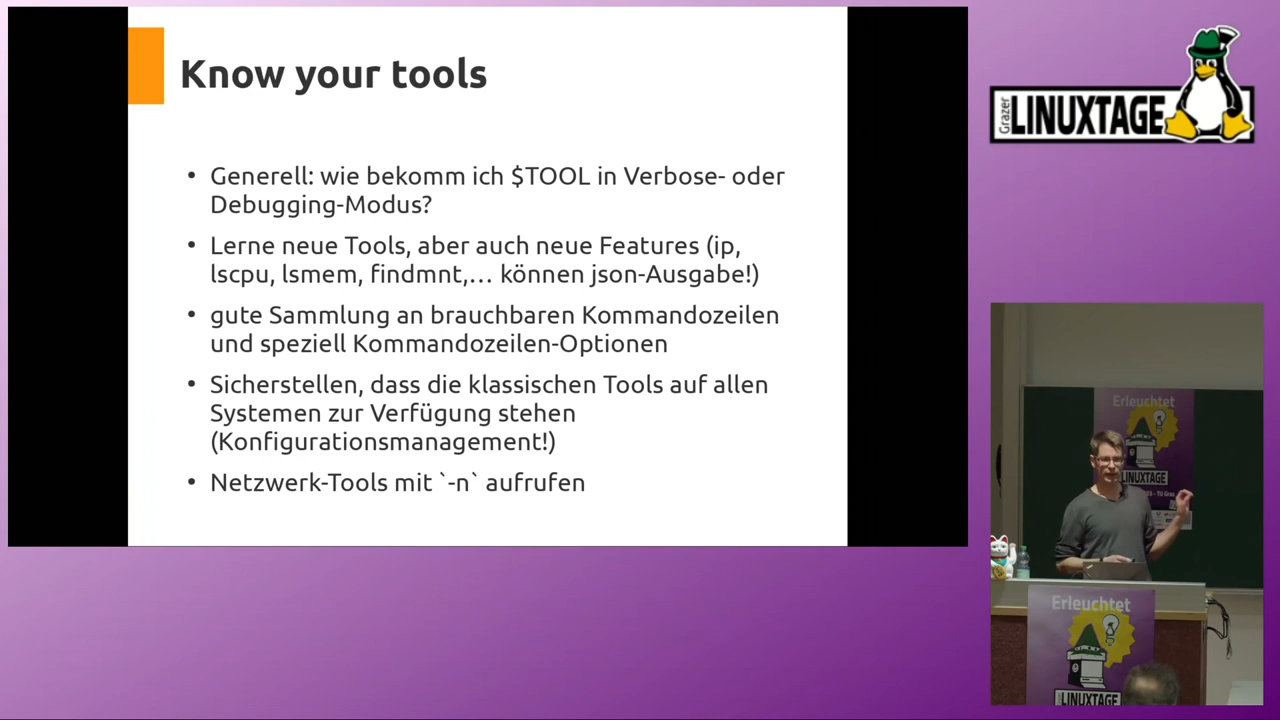 Know your tools
• Generell: wie bekomm ich $TOOL in Verbose- oder
Debugging-Modus?
• Lerne neue Tools, aber auch neue Features (ip,
lscpu, lsmem, findmnt,… können json-Ausgabe!)
• gute Sammlung an brauchbaren Kommandozeilen
und speziell Kommandozeilen-Optionen
• Sicherstellen, dass die klassischen Tools auf allen
Systemen zur Verfügung stehen
(Konfigurationsmanagement!)
• Netzwerk-Tools mit `-n` aufrufen
Grazer
LINUXTAGE
Erleuchtet
LINUXTAGE
Erleuchtet
LINUXTAGE